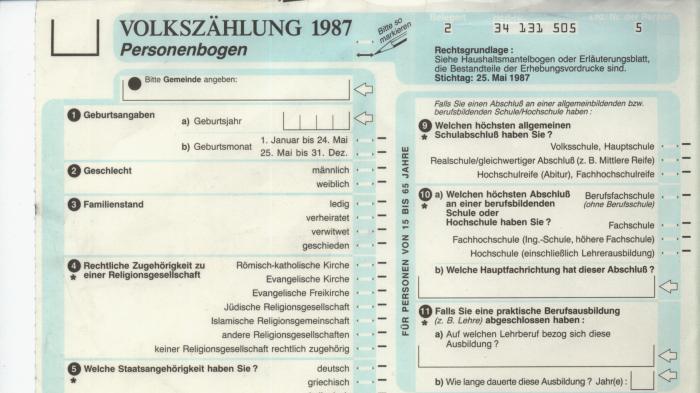 VOLKSZÄHLUNG 1987
Personenbogen
Bitte so
markieren
2 34 131 505 5
Rechtsgrundlage :
Siehe Haushaltsmantelbogen oder Erläuterungsblatt,
die Bestandteile der Erhebungsvordrucke sind.
Stichtag: 25. Mai 1987
Bitte Gemeinde angeben:
1 Geburtsangaben
a) Geburtsjahr
b) Geburtsmonat
1. Januar bis 24. Mai
25. Mai bis 31. Dez.
2 Geschlecht
männlich
weiblich
3 Familienstand
ledig
verheiratet
verwitwet
geschieden
4 Rechtliche Zugehörigkeit zu
* einer Religionsgesellschaft
Römisch-katholische Kirche
Evangelische Kirche
Evangelische Freikirche
Jüdische Religionsgesellschaft
Islamische Religionsgemeinschaft
andere Religionsgesellschaften
keiner Religionsgesellschaft rechtlich zugehörig
5 Welche Staatsangehörigkeit haben Sie ?
*
deutsch
griechisch
FÜR PERSONEN VON 15 BIS 65 JAHRE
Falls Sie einen Abschluß an einer allgemeinbildenden bzw.
berufsbildenden Schule/Hochschule haben :
9 Welchen höchsten allgemeinen
* Schulabschluß haben Sie ?
Volksschule, Hauptschule
Realschule/gleichwertiger Abschluß (z. B. Mittlere Reife)
Hochschulreife (Abitur), Fachhochschulreife
10 a) Welchen höchsten Abschluß
* an einer berufsbildenden
Schule oder
Hochschule haben Sie ?
Berufsfachschule
(ohne Berufsschule)
Fachschule
Fachhochschule (Ing.-Schule, höhere Fachschule)
Hochschule (einschließlich Lehrerausbildung)
b) Welche Hauptfachrichtung hat dieser Abschluß ?
11 Falls Sie eine praktische Berufsausbildung
* (z. B. Lehre) abgeschlossen haben :
a) Auf welchen Lehrberuf bezog sich diese
Ausbildung ?
b) Wie lange dauerte diese Ausbildung ? Jahr(e) :